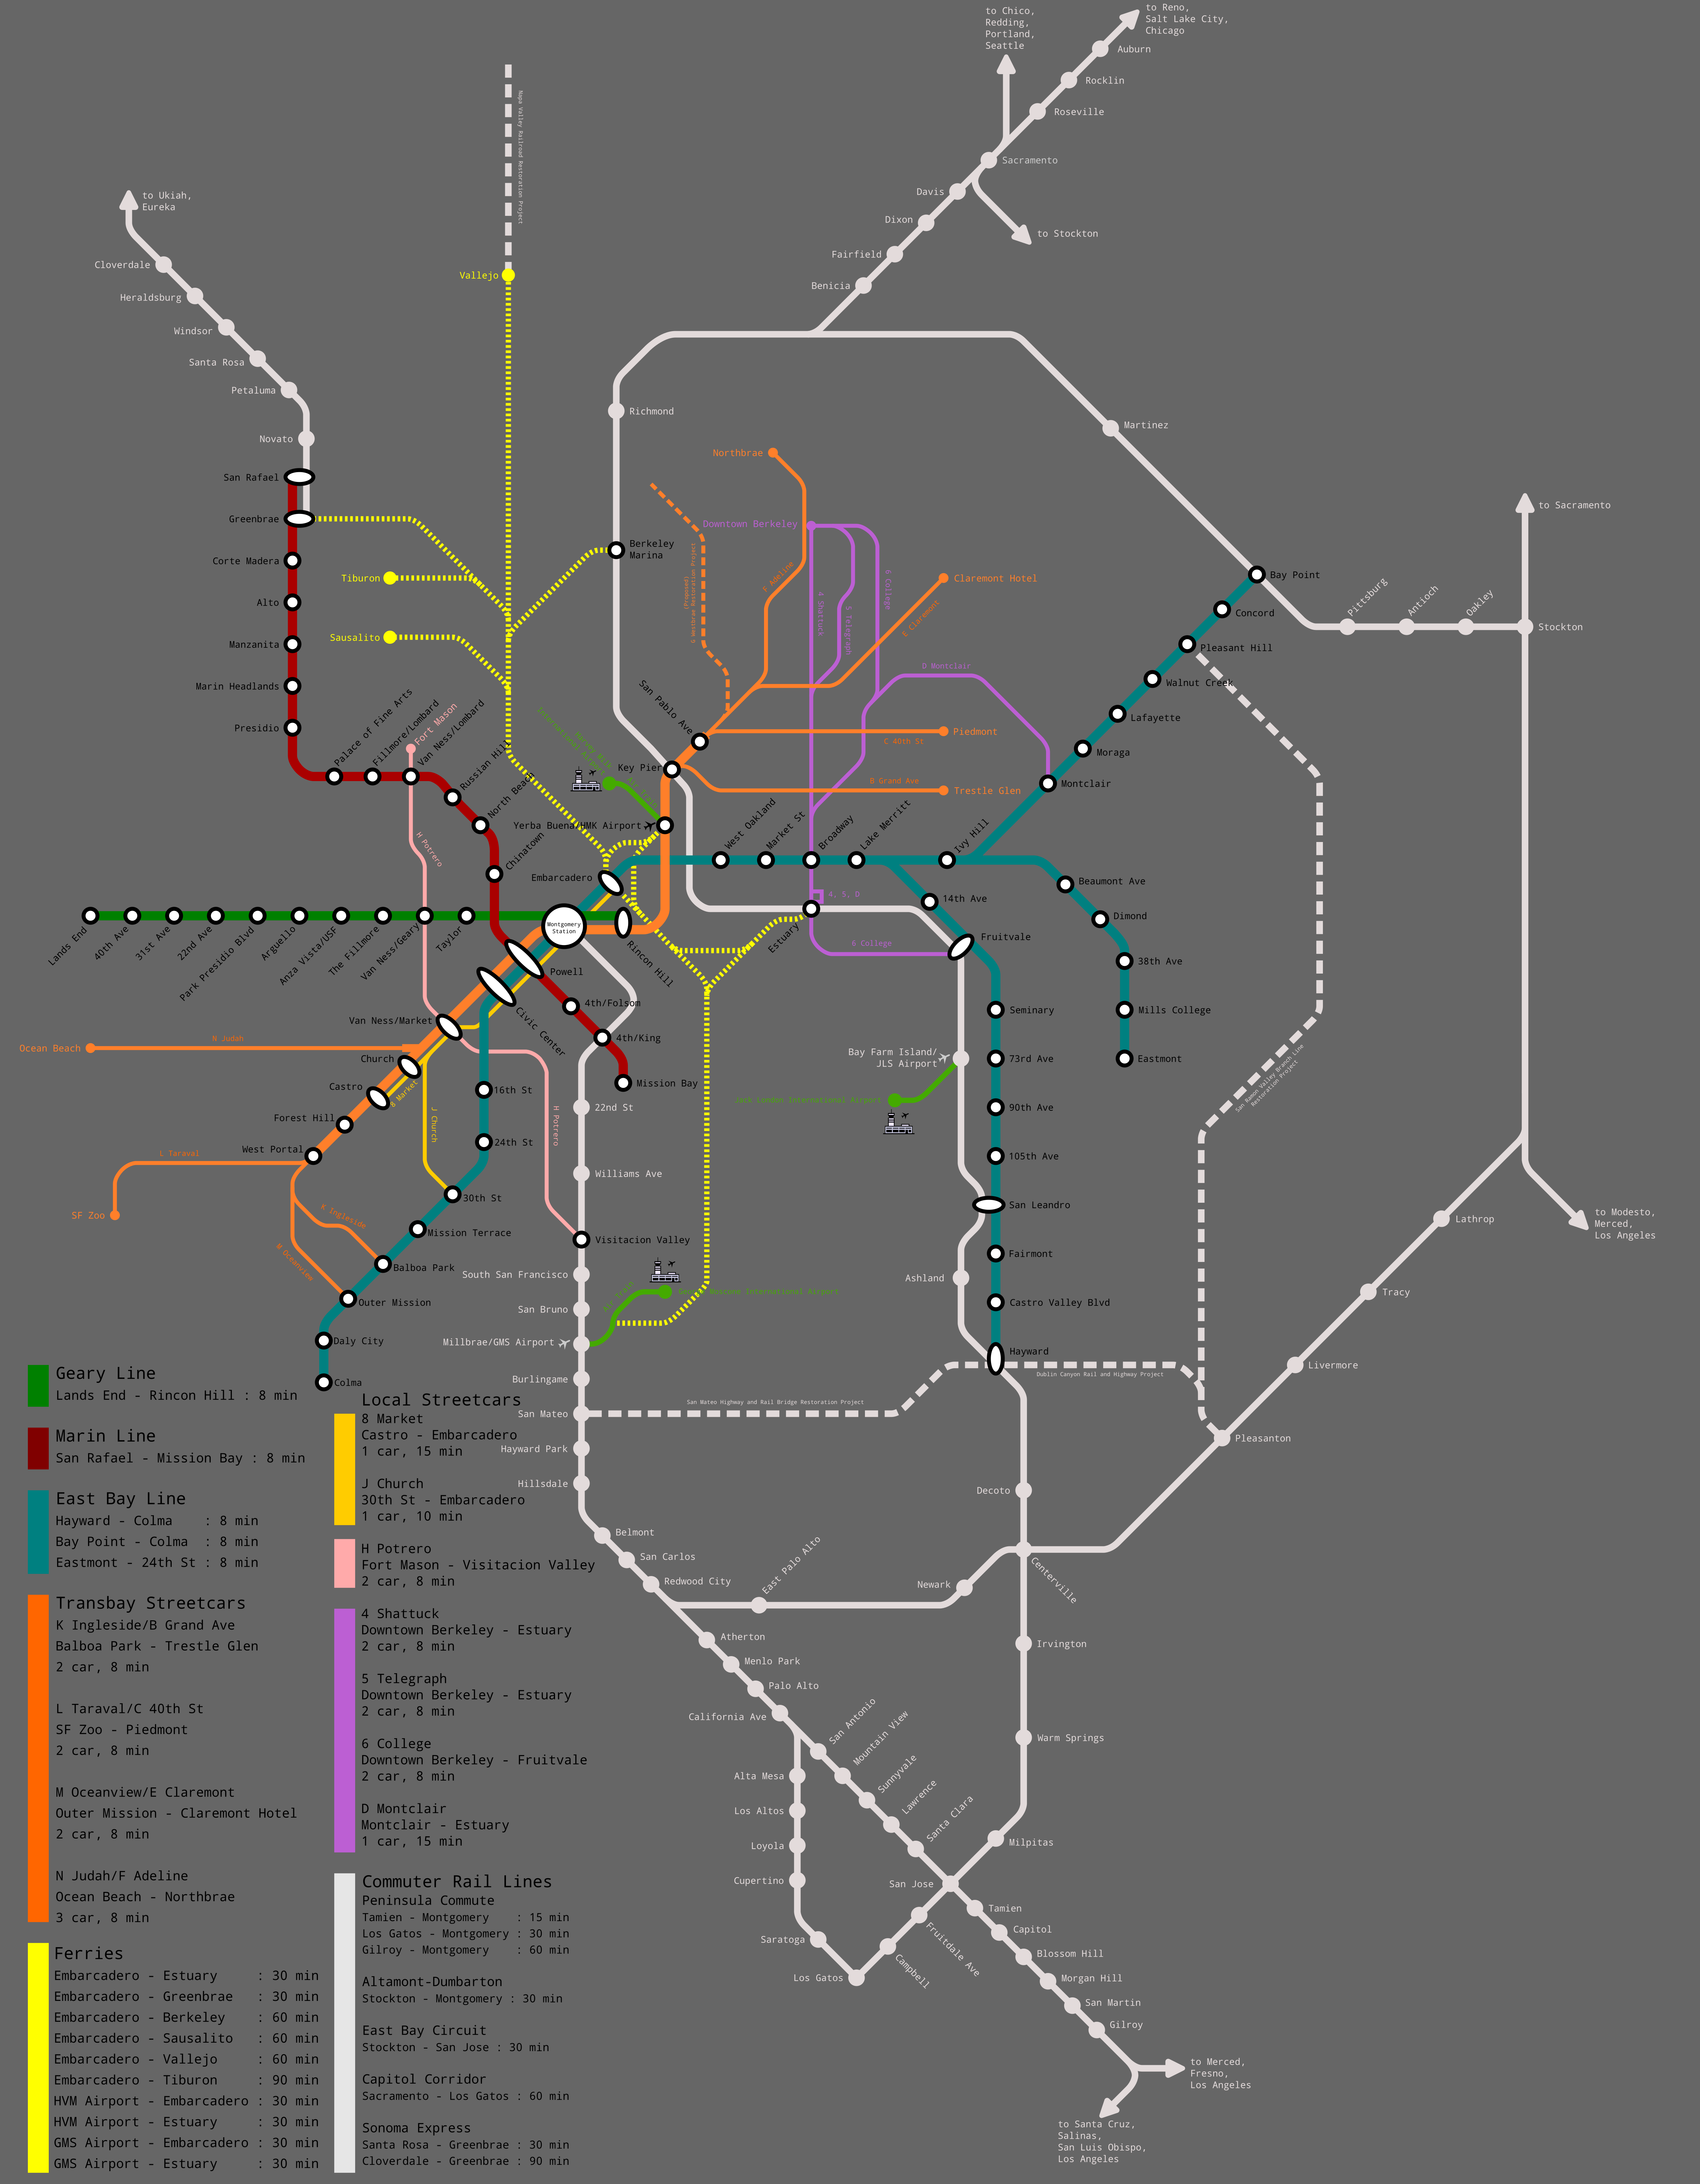 to Chico,
Redding,
Portland,
Seattle
to Reno,
Salt Lake City,
Chicago
Auburn
Rocklin
Roseville
Sacramento
Davis
Dixon
to Stockton
Fairfield
Benicia
Napa Valley Railroad Restoration Project
to Ukiah,
Eureka
Cloverdale
Heraldsburg
Windsor
Santa Rosa
Petaluma
Novato
San Rafael
Greenbrae
Corte Madera
Alto
Manzanita
Marin Headlands
Presidio
Vallejo
Tiburon
Sausalito
Richmond
Berkeley
Marina
Martinez
Northbrae
Downtown Berkeley
Claremont Hotel
F Adeline
E Claremont
4 Shattuck
5 Telegraph
6 College
D Montclair
(Proposed)
G Westbrae Restoration Project
Bay Point
Concord
Pleasant Hill
Walnut Creek
Lafayette
Moraga
Montclair
Pittsburg
Antioch
Oakley
Stockton
to Sacramento
Palace of Fine Arts
Fillmore/Lombard
Fort Mason
Van Ness/Lombard
Russian Hill
North Beach
Chinatown
H Potrero
San Pablo Ave
Key Pier
Piedmont
C 40th St
B Grand Ave
Trestle Glen
International Airport
Yerba Buena/HMK Airport
Embarcadero
West Oakland
Market St
Broadway
Lake Merritt
Ivy Hill
Beaumont Ave
Dimond
38th Ave
Mills College
Eastmont
4, 5, D
Estuary
6 College
14th Ave
Fruitvale
Seminary
73rd Ave
90th Ave
105th Ave
San Leandro
Fairmont
Castro Valley Blvd
Hayward
Bay Farm Island/
JLS Airport
Jack London International Airport
Ashland
Lands End
40th Ave
31st Ave
22nd Ave
Park Presidio Blvd
Arguello
Anza Vista/USF
The Fillmore
Van Ness/Geary
Taylor
Montgomery
Station
Rincon Hill
Powell
Civic Center
4th/Folsom
4th/King
Mission Bay
Van Ness/Market
Church
Castro
Forest Hill
West Portal
8 Market
J Church
H Potrero
Ocean Beach
N Judah
L Taraval
SF Zoo
K Ingleside
M Oceanview
16th St
24th St
30th St
Mission Terrace
Balboa Park
Outer Mission
Daly City
Colma
22nd St
Williams Ave
Visitacion Valley
South San Francisco
San Bruno
Millbrae/GMS Airport
Air Train
George Moscone International Airport
Burlingame
San Mateo
Hayward Park
Hillsdale
Belmont
San Carlos
Redwood City
San Mateo Highway and Rail Bridge Restoration Project
Dublin Canyon Rail and Highway Project
San Ramon Valley Branch Line
Restoration Project
to Modesto,
Merced,
Los Angeles
Lathrop
Tracy
Livermore
Pleasanton
Decoto
Centerville
Newark
East Palo Alto
Irvington
Warm Springs
Milpitas
Atherton
Menlo Park
Palo Alto
California Ave
San Antonio
Mountain View
Sunnyvale
Lawrence
Santa Clara
San Jose
Alta Mesa
Los Altos
Loyola
Cupertino
Saratoga
Los Gatos
Campbell
Fruitdale Ave
Tamien
Capitol
Blossom Hill
Morgan Hill
San Martin
Gilroy
to Merced,
Fresno,
Los Angeles
to Santa Cruz,
Salinas,
San Luis Obispo,
Los Angeles
Geary Line
Lands End - Rincon Hill : 8 min
Marin Line
San Rafael - Mission Bay : 8 min
East Bay Line
Hayward - Colma : 8 min
Bay Point - Colma : 8 min
Eastmont - 24th St : 8 min
Transbay Streetcars
K Ingleside/B Grand Ave
Balboa Park - Trestle Glen
2 car, 8 min
L Taraval/C 40th St
SF Zoo - Piedmont
2 car, 8 min
M Oceanview/E Claremont
Outer Mission - Claremont Hotel
2 car, 8 min
N Judah/F Adeline
Ocean Beach - Northbrae
3 car, 8 min
Ferries
Embarcadero - Estuary : 30 min
Embarcadero - Greenbrae : 30 min
Embarcadero - Berkeley : 60 min
Embarcadero - Sausalito : 60 min
Embarcadero - Vallejo : 60 min
Embarcadero - Tiburon : 90 min
HVM Airport - Embarcadero : 30 min
HVM Airport - Estuary : 30 min
GMS Airport - Embarcadero : 30 min
GMS Airport - Estuary : 30 min
Local Streetcars
8 Market
Castro - Embarcadero
1 car, 15 min
J Church
30th St - Embarcadero
1 car, 10 min
H Potrero
Fort Mason - Visitacion Valley
2 car, 8 min
4 Shattuck
Downtown Berkeley - Estuary
2 car, 8 min
5 Telegraph
Downtown Berkeley - Estuary
2 car, 8 min
6 College
Downtown Berkeley - Fruitvale
2 car, 8 min
D Montclair
Montclair - Estuary
1 car, 15 min
Commuter Rail Lines
Peninsula Commute
Tamien - Montgomery : 15 min
Los Gatos - Montgomery : 30 min
Gilroy - Montgomery : 60 min
Altamont-Dumbarton
Stockton - Montgomery : 30 min
East Bay Circuit
Stockton - San Jose : 30 min
Capitol Corridor
Sacramento - Los Gatos : 60 min
Sonoma Express
Santa Rosa - Greenbrae : 30 min
Cloverdale - Greenbrae : 90 min